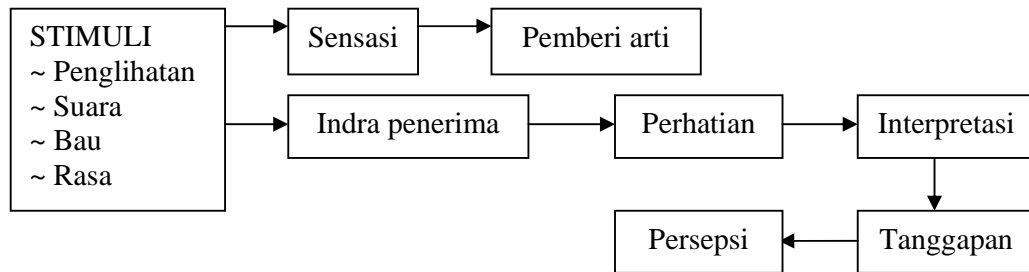 STIMULI
~ Penglihatan
~ Suara
~ Bau
~ Rasa
Sensasi
Pemberi arti
Indra penerima
Perhatian
Interpretasi
Tanggapan
Persepsi